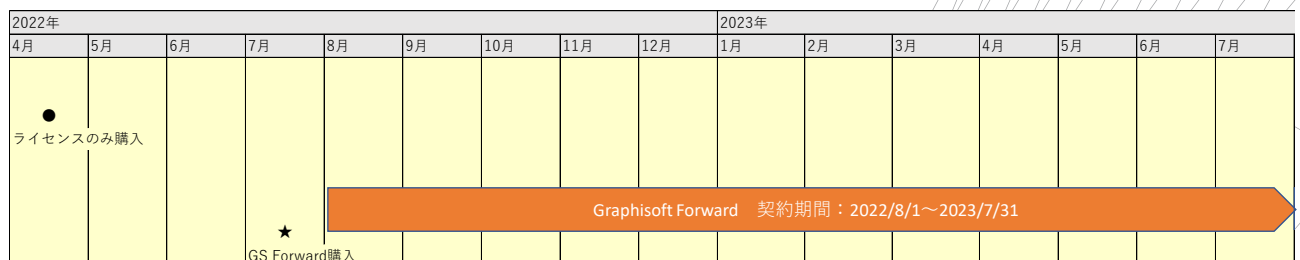 2022年 2023年
4月 5月 6月 7月 8月 9月 10月 11月 12月 1月 2月 3月 4月 5月 6月 7月
●
ライセンスのみ購入
Graphisoft Forward　契約期間：2022/8/1～2023/7/31
★
GS Forward購入